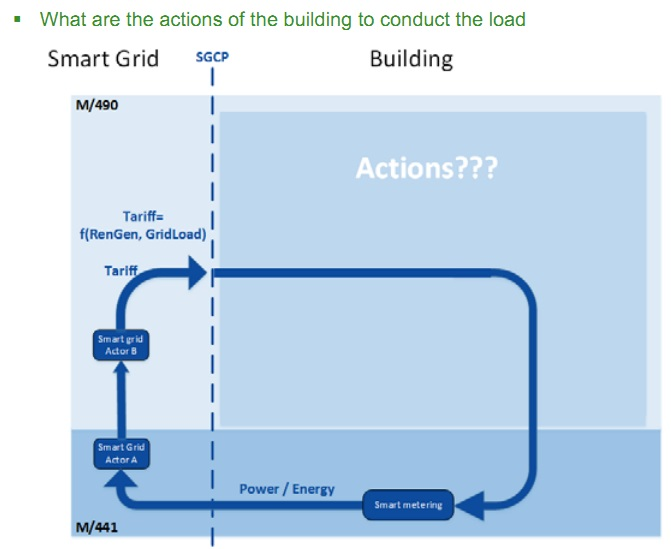 ▪ What are the actions of the building to conduct the load
Smart Grid
SGCP
Building
M/490
Actions???
Tariff=
f(RenGen, GridLoad)
Tariff
Smart grid
Actor B
Smart Grid
Actor A
Power / Energy
Smart metering
M/441